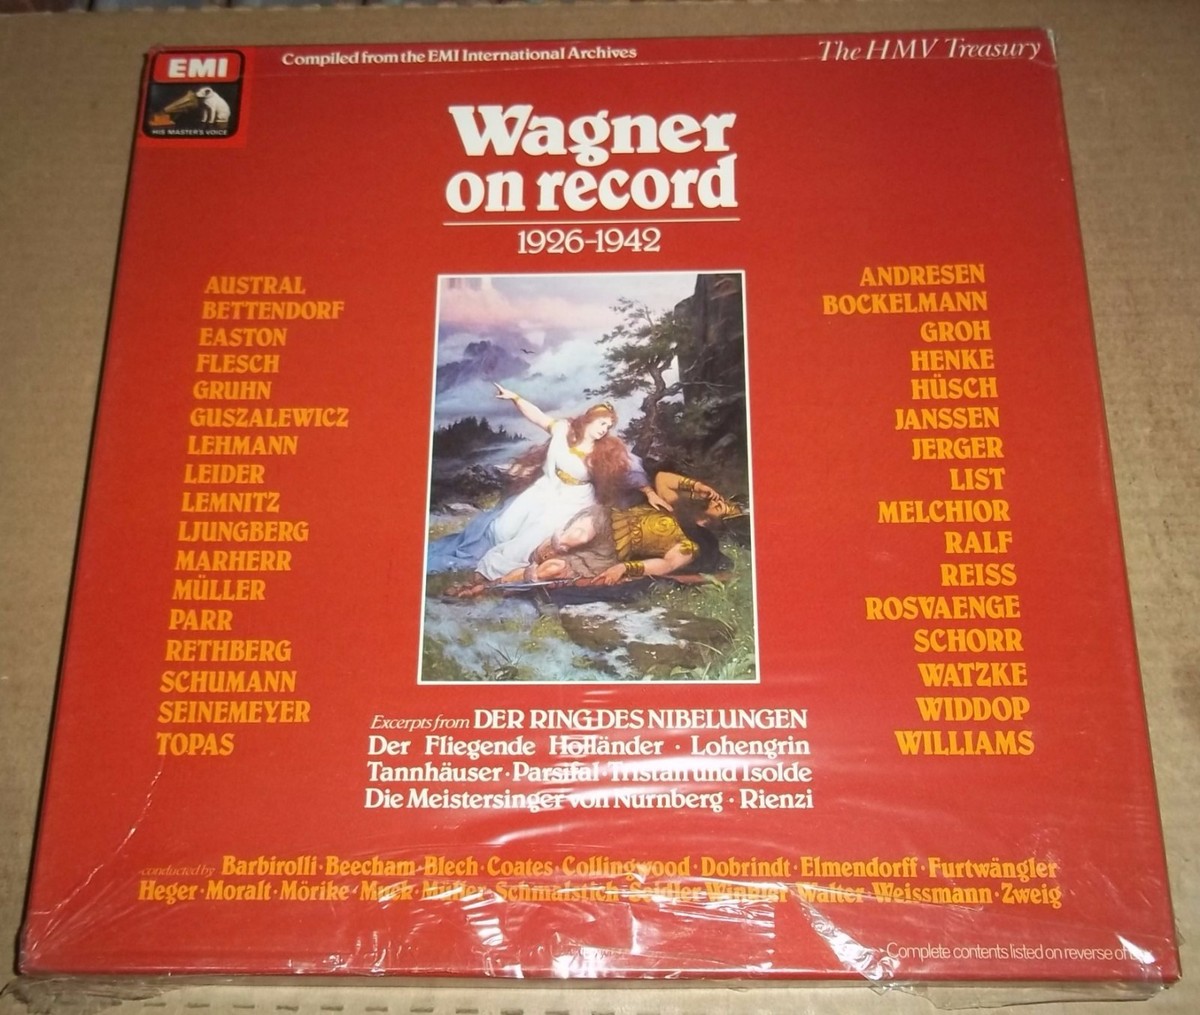 EMI
HIS MASTER'S VOICE
Compiled from the EMI International Archives
The HMV Treasury
Wagner
on record
1926-1942
AUSTRAL
BETTENDORF
EASTON
FLESCH
GRUHN
GUSZALEWICZ
LEHMANN
LEIDER
LEMNITZ
LJUNGBERG
MARHERR
MÜLLER
PARR
RETHBERG
SCHUMANN
SEINEMEYER
TOPAS
ANDRESEN
BOCKELMANN
GROH
HENKE
HÜSCH
JANSSEN
JERGER
LIST
MELCHIOR
RALF
REISS
ROSVAENGE
SCHORR
WATZKE
WIDDOP
WILLIAMS
Excerpts from DER RING DES NIBELUNGEN
Der Fliegende Holländer · Lohengrin
Tannhäuser · Parsifal · Tristan und Isolde
Die Meistersinger von Nürnberg · Rienzi
conducted by Barbirolli · Beecham · Blech · Coates · Collingwood · Dobrindt · Elmendorff · Furtwängler
Heger · Moralt · Mörike · Muck · Müller · Schmalstich · Seidler-Winkler · Walter · Weissmann · Zweig
Complete contents listed on reverse of